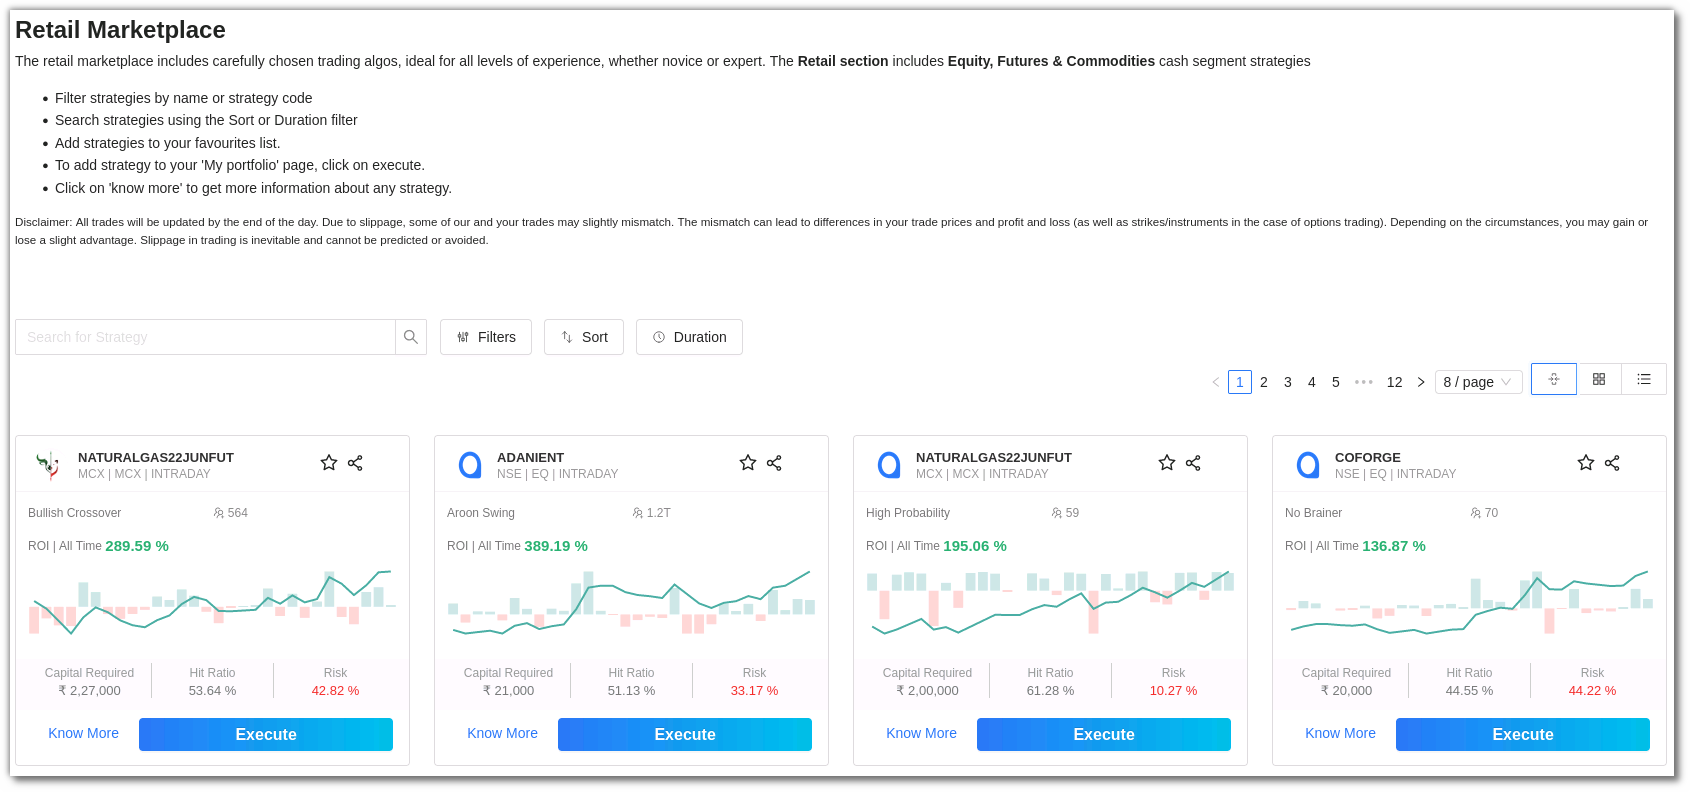 Retail Marketplace
The retail marketplace includes carefully chosen trading algos, ideal for all levels of experience, whether novice or expert. The Retail section includes Equity, Futures & Commodities cash segment strategies
• Filter strategies by name or strategy code
• Search strategies using the Sort or Duration filter
• Add strategies to your favourites list.
• To add strategy to your 'My portfolio' page, click on execute.
• Click on 'know more' to get more information about any strategy.
Disclaimer: All trades will be updated by the end of the day. Due to slippage, some of our and your trades may slightly mismatch. The mismatch can lead to differences in your trade prices and profit and loss (as well as strikes/instruments in the case of options trading). Depending on the circumstances, you may gain or
lose a slight advantage. Slippage in trading is inevitable and cannot be predicted or avoided.
Search for Strategy Filters Sort Duration
1 2 3 4 5 ••• 12 8 / page
NATURALGAS22JUNFUT
MCX | MCX | INTRADAY
Bullish Crossover 564
ROI | All Time 289.59 %
Capital Required Hit Ratio Risk
₹ 2,27,000 53.64 % 42.82 %
Know More Execute
ADANIENT
NSE | EQ | INTRADAY
Aroon Swing 1.2T
ROI | All Time 389.19 %
Capital Required Hit Ratio Risk
₹ 21,000 51.13 % 33.17 %
Know More Execute
NATURALGAS22JUNFUT
MCX | MCX | INTRADAY
High Probability 59
ROI | All Time 195.06 %
Capital Required Hit Ratio Risk
₹ 2,00,000 61.28 % 10.27 %
Know More Execute
COFORGE
NSE | EQ | INTRADAY
No Brainer 70
ROI | All Time 136.87 %
Capital Required Hit Ratio Risk
₹ 20,000 44.55 % 44.22 %
Know More Execute